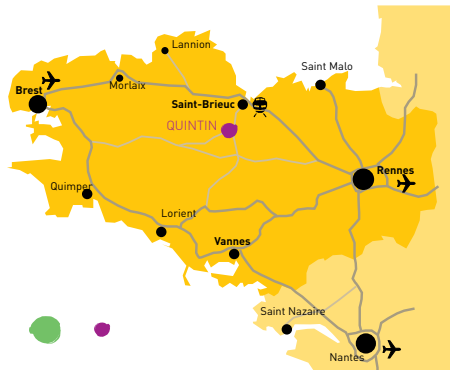 Lannion
Saint Malo
Morlaix
Brest
Saint-Brieuc
QUINTIN
Rennes
Quimper
Lorient
Vannes
Saint Nazaire
Nantes